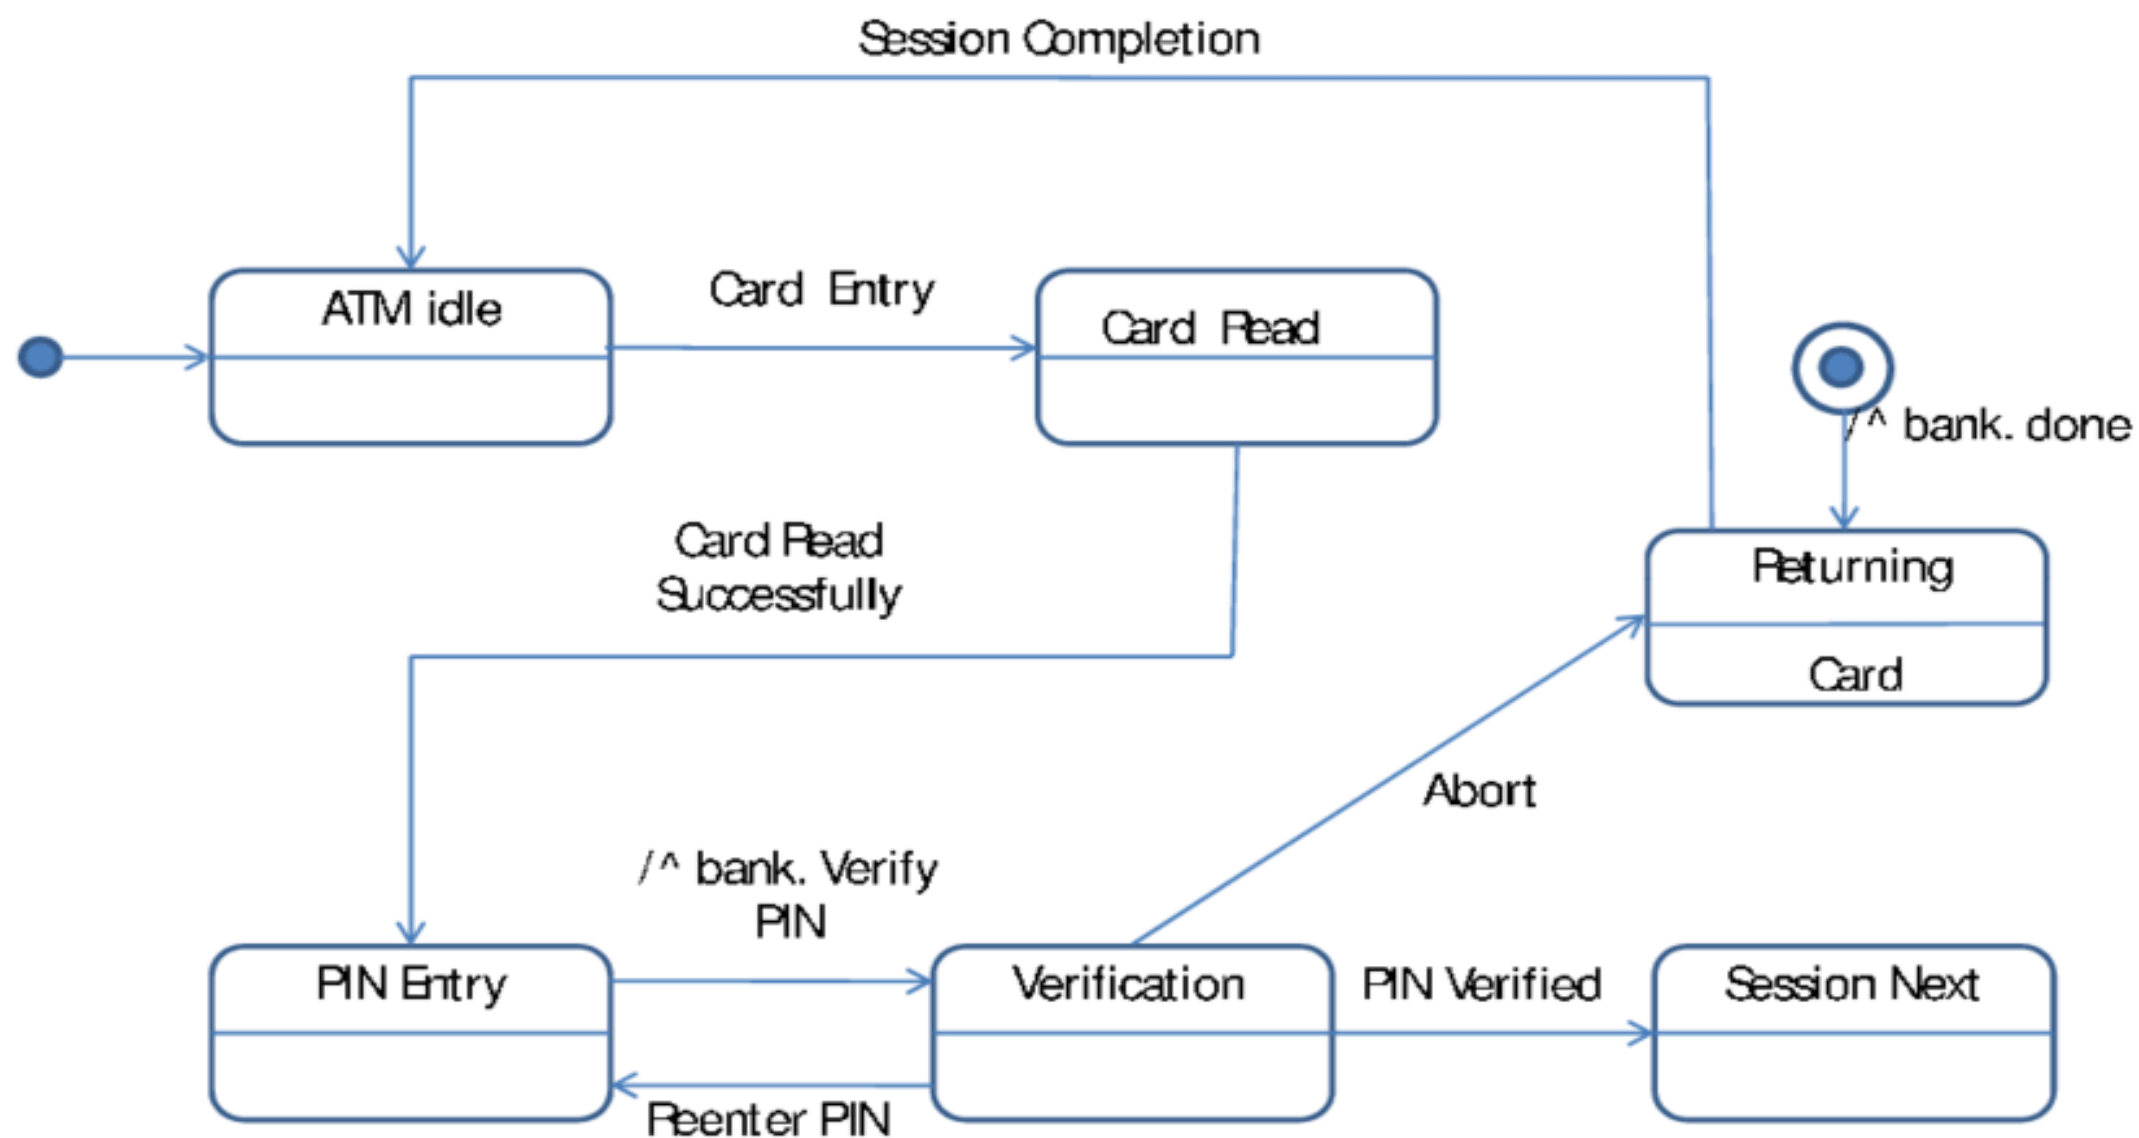 Session Completion
ATM idle
Card Entry
Card Read
/^ bank. done
Card Read
Successfully
Returning
Card
Abort
/^ bank. Verify
PIN
PIN Entry
Verification
PIN Verified
Session Next
Reenter PIN